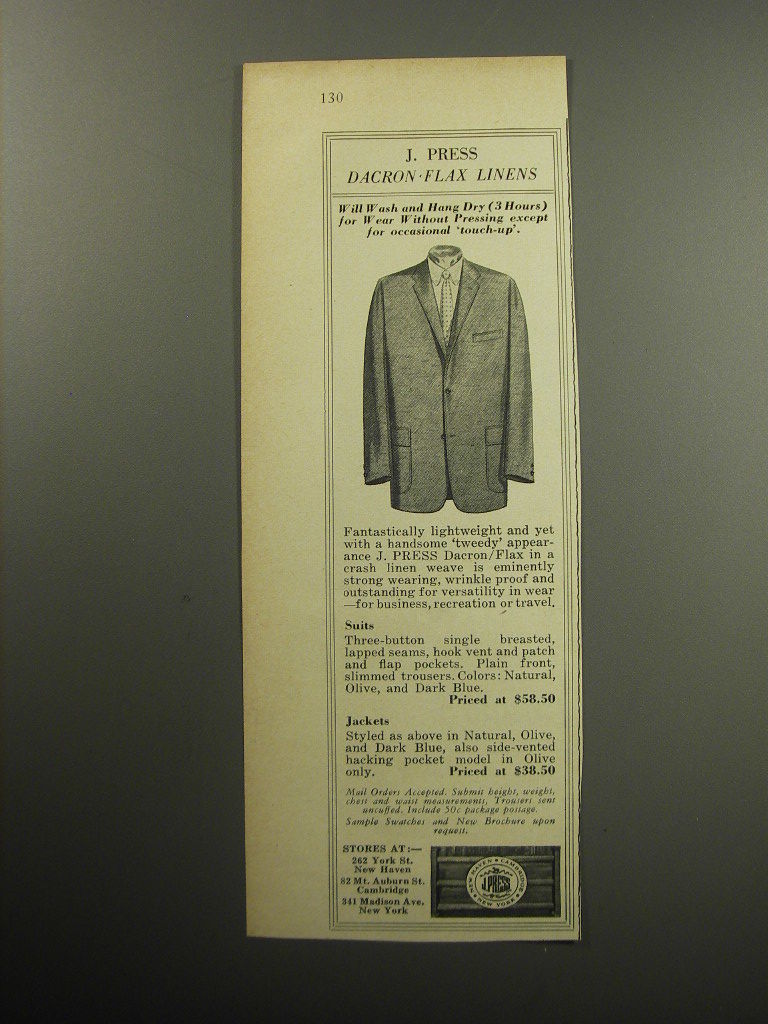 130
J. PRESS
DACRON·FLAX LINENS
Will Wash and Hang Dry (3 Hours)
for Wear Without Pressing except
for occasional 'touch-up'.
Fantastically lightweight and yet
with a handsome 'tweedy' appear-
ance J. PRESS Dacron/Flax in a
crash linen weave is eminently
strong wearing, wrinkle proof and
outstanding for versatility in wear
—for business, recreation or travel.
Suits
Three-button single breasted,
lapped seams, hook vent and patch
and flap pockets. Plain front,
slimmed trousers. Colors: Natural,
Olive, and Dark Blue.
Priced at $58.50
Jackets
Styled as above in Natural, Olive,
and Dark Blue, also side-vented
hacking pocket model in Olive
only. Priced at $38.50
Mail Orders Accepted. Submit height, weight,
chest and waist measurements, Trousers sent
uncuffed. Include 50c package postage.
Sample Swatches and New Brochure upon
request.
STORES AT:—
262 York St.
New Haven
82 Mt. Auburn St.
Cambridge
341 Madison Ave.
New York
NEW HAVEN • CAMBRIDGE
J. PRESS
NEW YORK